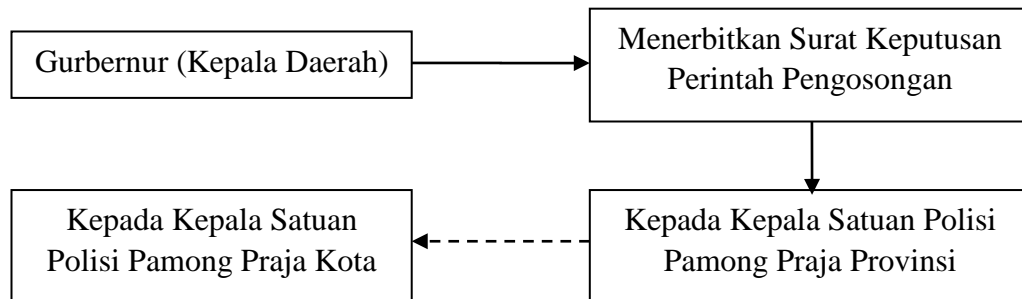 Gurbernur (Kepala Daerah)
Menerbitkan Surat Keputusan
Perintah Pengosongan
Kepada Kepala Satuan Polisi
Pamong Praja Provinsi
Kepada Kepala Satuan
Polisi Pamong Praja Kota